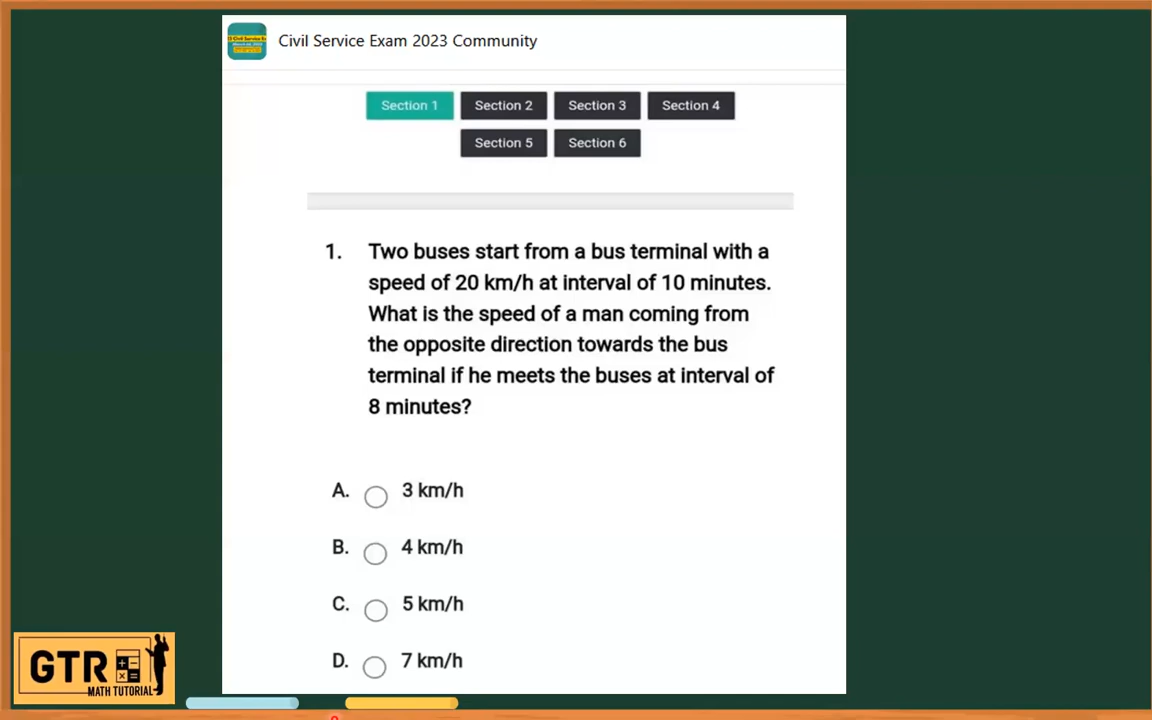 Civil Service Exam 2023 Community
Section 1
Section 2
Section 3
Section 4
Section 5
Section 6
1. Two buses start from a bus terminal with a
speed of 20 km/h at interval of 10 minutes.
What is the speed of a man coming from
the opposite direction towards the bus
terminal if he meets the buses at interval of
8 minutes?
A. 3 km/h
B. 4 km/h
C. 5 km/h
D. 7 km/h
GTR
MATH TUTORIAL